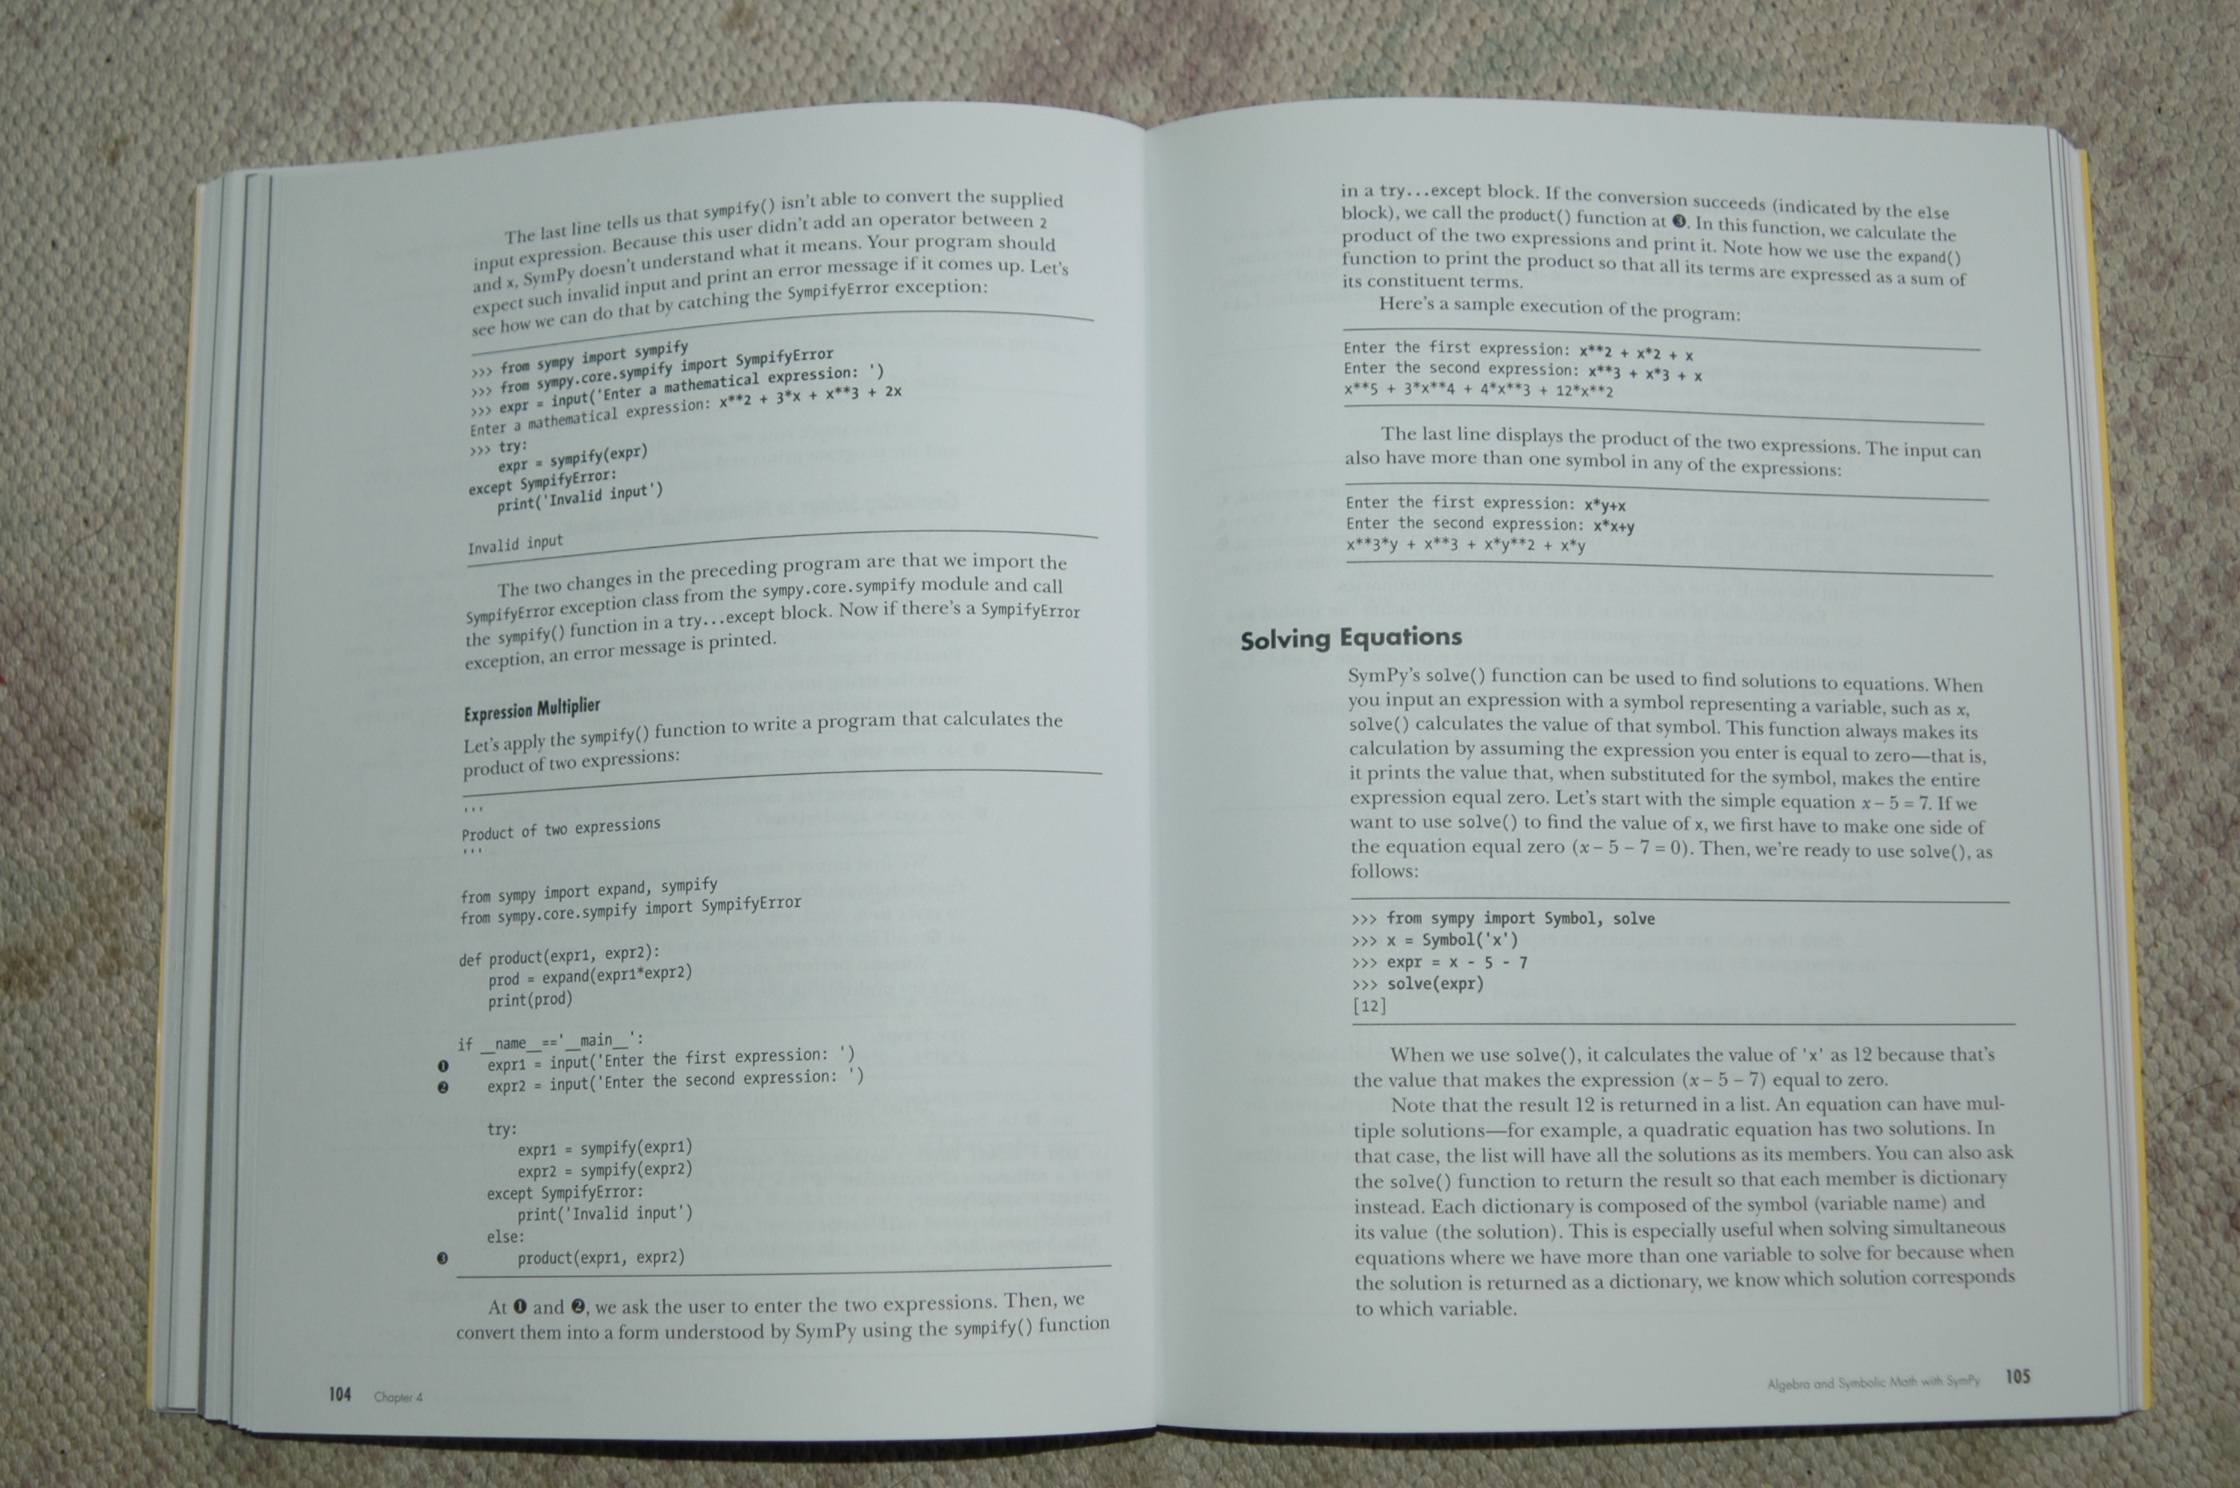 The last line tells us that sympify() isn't able to convert the supplied
input expression. Because this user didn't add an operator between 2
and x, SymPy doesn't understand what it means. Your program should
expect such invalid input and print an error message if it comes up. Let's
see how we can do that by catching the SympifyError exception:
>>> from sympy import sympify
>>> from sympy.core.sympify import SympifyError
>>> expr = input('Enter a mathematical expression: ')
Enter a mathematical expression: x**2 + 3*x + x**3 + 2x
>>> try:
    expr = sympify(expr)
except SympifyError:
    print('Invalid input')
Invalid input
The two changes in the preceding program are that we import the
SympifyError exception class from the sympy.core.sympify module and call
the sympify() function in a try...except block. Now if there's a SympifyError
exception, an error message is printed.
Expression Multiplier
Let's apply the sympify() function to write a program that calculates the
product of two expressions:
'''
Product of two expressions
'''
from sympy import expand, sympify
from sympy.core.sympify import SympifyError
def product(expr1, expr2):
    prod = expand(expr1*expr2)
    print(prod)
if __name__=='__main__':
❶ expr1 = input('Enter the first expression: ')
❷ expr2 = input('Enter the second expression: ')
    try:
        expr1 = sympify(expr1)
        expr2 = sympify(expr2)
    except SympifyError:
        print('Invalid input')
    else:
❸ product(expr1, expr2)
At ❶ and ❷, we ask the user to enter the two expressions. Then, we
convert them into a form understood by SymPy using the sympify() function
104 Chapter 4
in a try...except block. If the conversion succeeds (indicated by the else
block), we call the product() function at ❸. In this function, we calculate the
product of the two expressions and print it. Note how we use the expand()
function to print the product so that all its terms are expressed as a sum of
its constituent terms.
Here's a sample execution of the program:
Enter the first expression: x**2 + x*2 + x
Enter the second expression: x**3 + x*3 + x
x**5 + 3*x**4 + 4*x**3 + 12*x**2
The last line displays the product of the two expressions. The input can
also have more than one symbol in any of the expressions:
Enter the first expression: x*y+x
Enter the second expression: x*x+y
x**3*y + x**3 + x*y**2 + x*y
Solving Equations
SymPy's solve() function can be used to find solutions to equations. When
you input an expression with a symbol representing a variable, such as x,
solve() calculates the value of that symbol. This function always makes its
calculation by assuming the expression you enter is equal to zero—that is,
it prints the value that, when substituted for the symbol, makes the entire
expression equal zero. Let's start with the simple equation x – 5 = 7. If we
want to use solve() to find the value of x, we first have to make one side of
the equation equal zero (x – 5 – 7 = 0). Then, we're ready to use solve(), as
follows:
>>> from sympy import Symbol, solve
>>> x = Symbol('x')
>>> expr = x - 5 - 7
>>> solve(expr)
[12]
When we use solve(), it calculates the value of 'x' as 12 because that's
the value that makes the expression (x – 5 – 7) equal to zero.
Note that the result 12 is returned in a list. An equation can have mul-
tiple solutions—for example, a quadratic equation has two solutions. In
that case, the list will have all the solutions as its members. You can also ask
the solve() function to return the result so that each member is dictionary
instead. Each dictionary is composed of the symbol (variable name) and
its value (the solution). This is especially useful when solving simultaneous
equations where we have more than one variable to solve for because when
the solution is returned as a dictionary, we know which solution corresponds
to which variable.
Algebra and Symbolic Math with SymPy 105